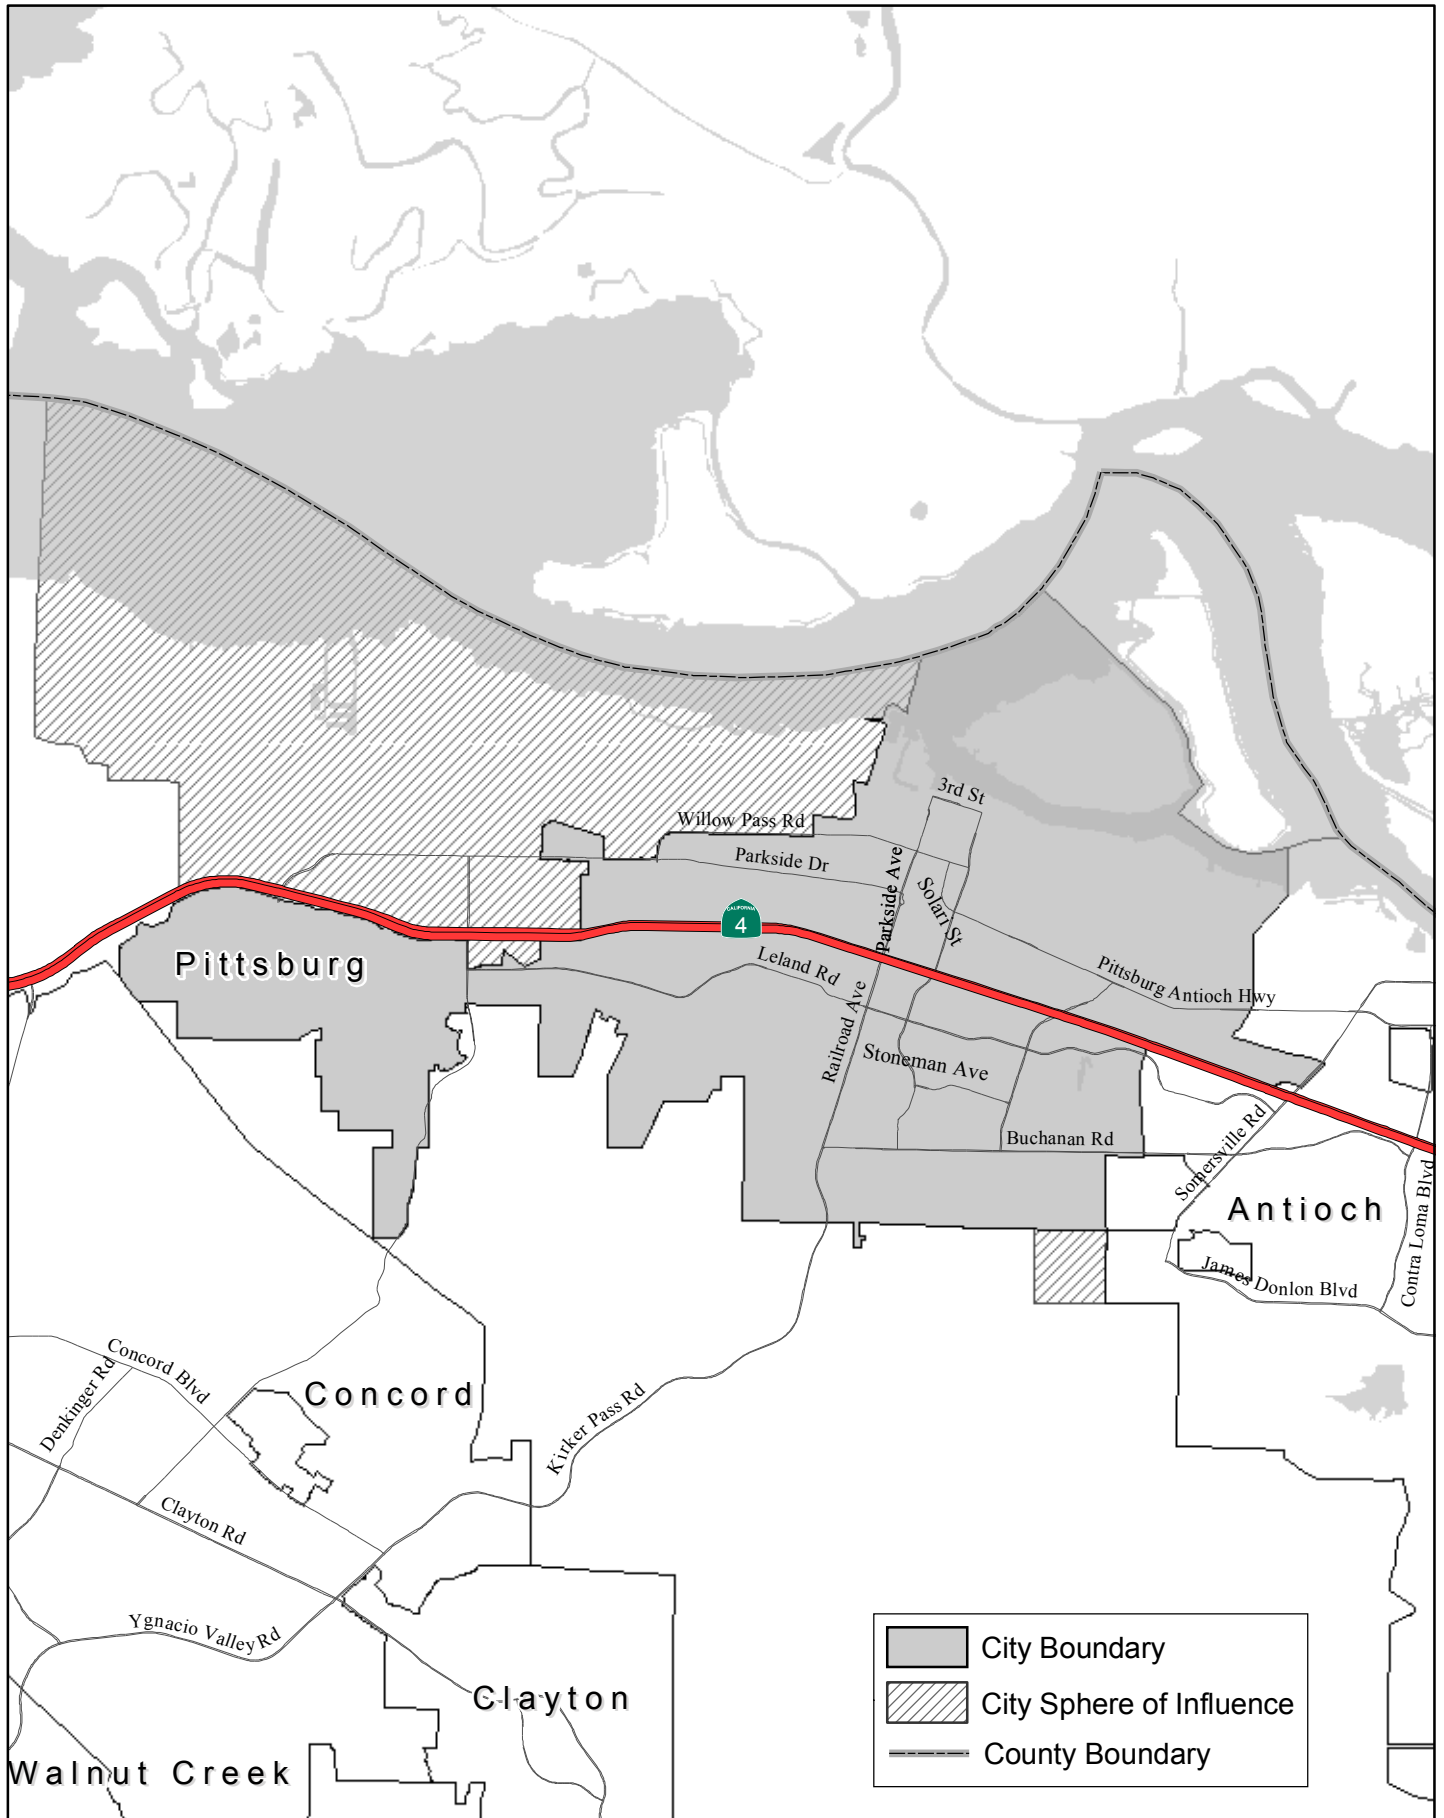 3rd St
Willow Pass Rd
Parkside Dr
Parkside Ave
Solari St
CALIFORNIA
4
Pittsburg
Leland Rd
Pittsburg Antioch Hwy
Railroad Ave
Stoneman Ave
Buchanan Rd
Somersville Rd
Antioch
Contra Loma Blvd
James Donlon Blvd
Concord Blvd
Denkinger Rd
Concord
Kirker Pass Rd
Clayton Rd
Ygnacio Valley Rd
Clayton
Walnut Creek
City Boundary
City Sphere of Influence
County Boundary